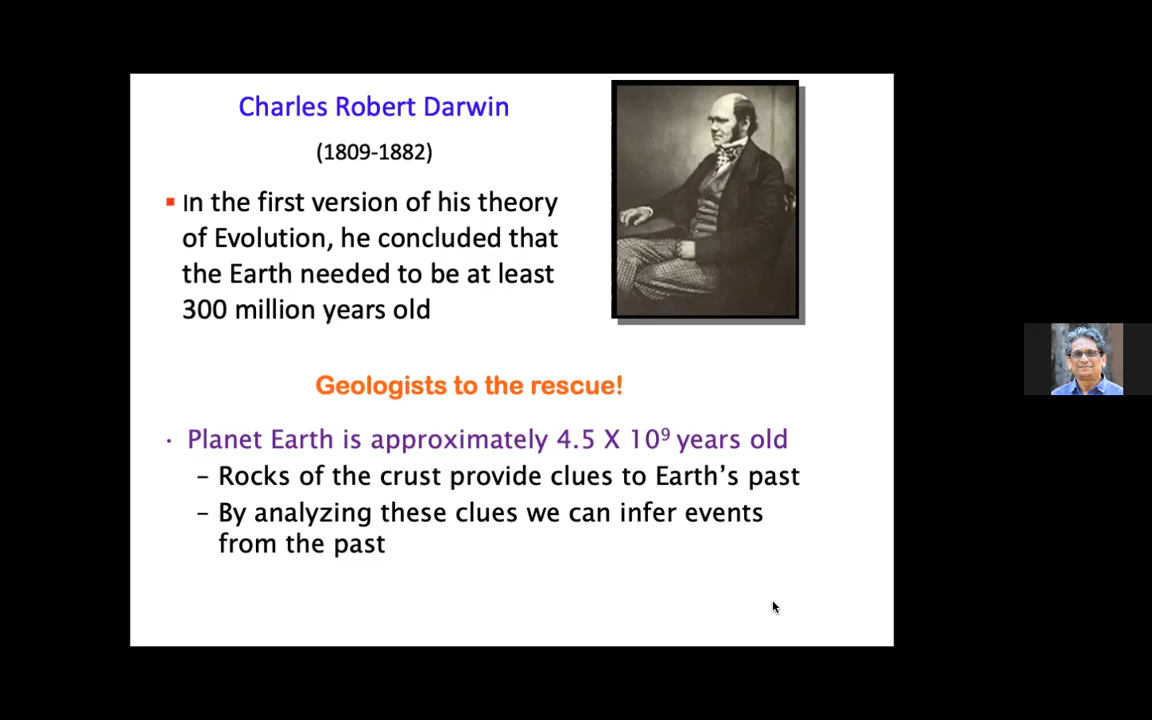 Charles Robert Darwin
(1809-1882)
▪ In the first version of his theory
of Evolution, he concluded that
the Earth needed to be at least
300 million years old
Geologists to the rescue!
· Planet Earth is approximately 4.5 X 10⁹ years old
– Rocks of the crust provide clues to Earth’s past
– By analyzing these clues we can infer events
from the past